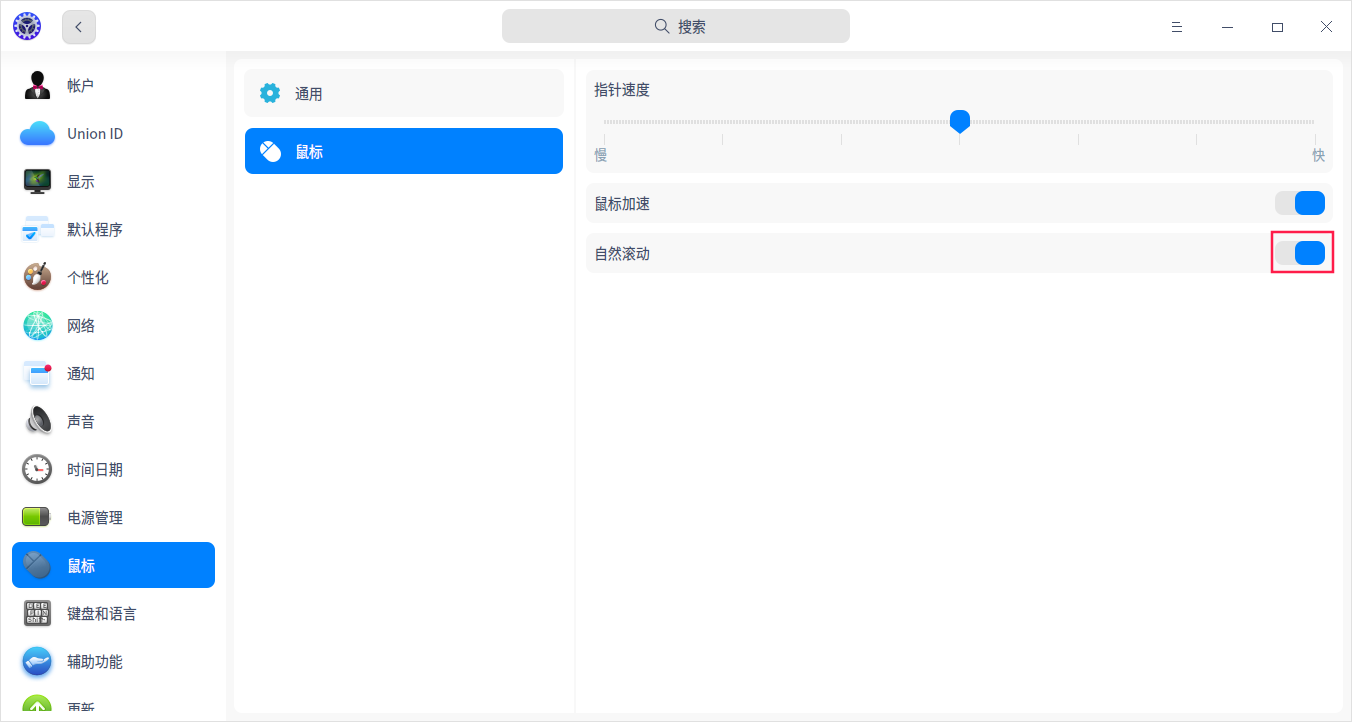 搜索
帐户
Union ID
显示
默认程序
个性化
网络
通知
声音
时间日期
电源管理
鼠标
键盘和语言
辅助功能
更新
通用
鼠标
指针速度
慢
快
鼠标加速
自然滚动